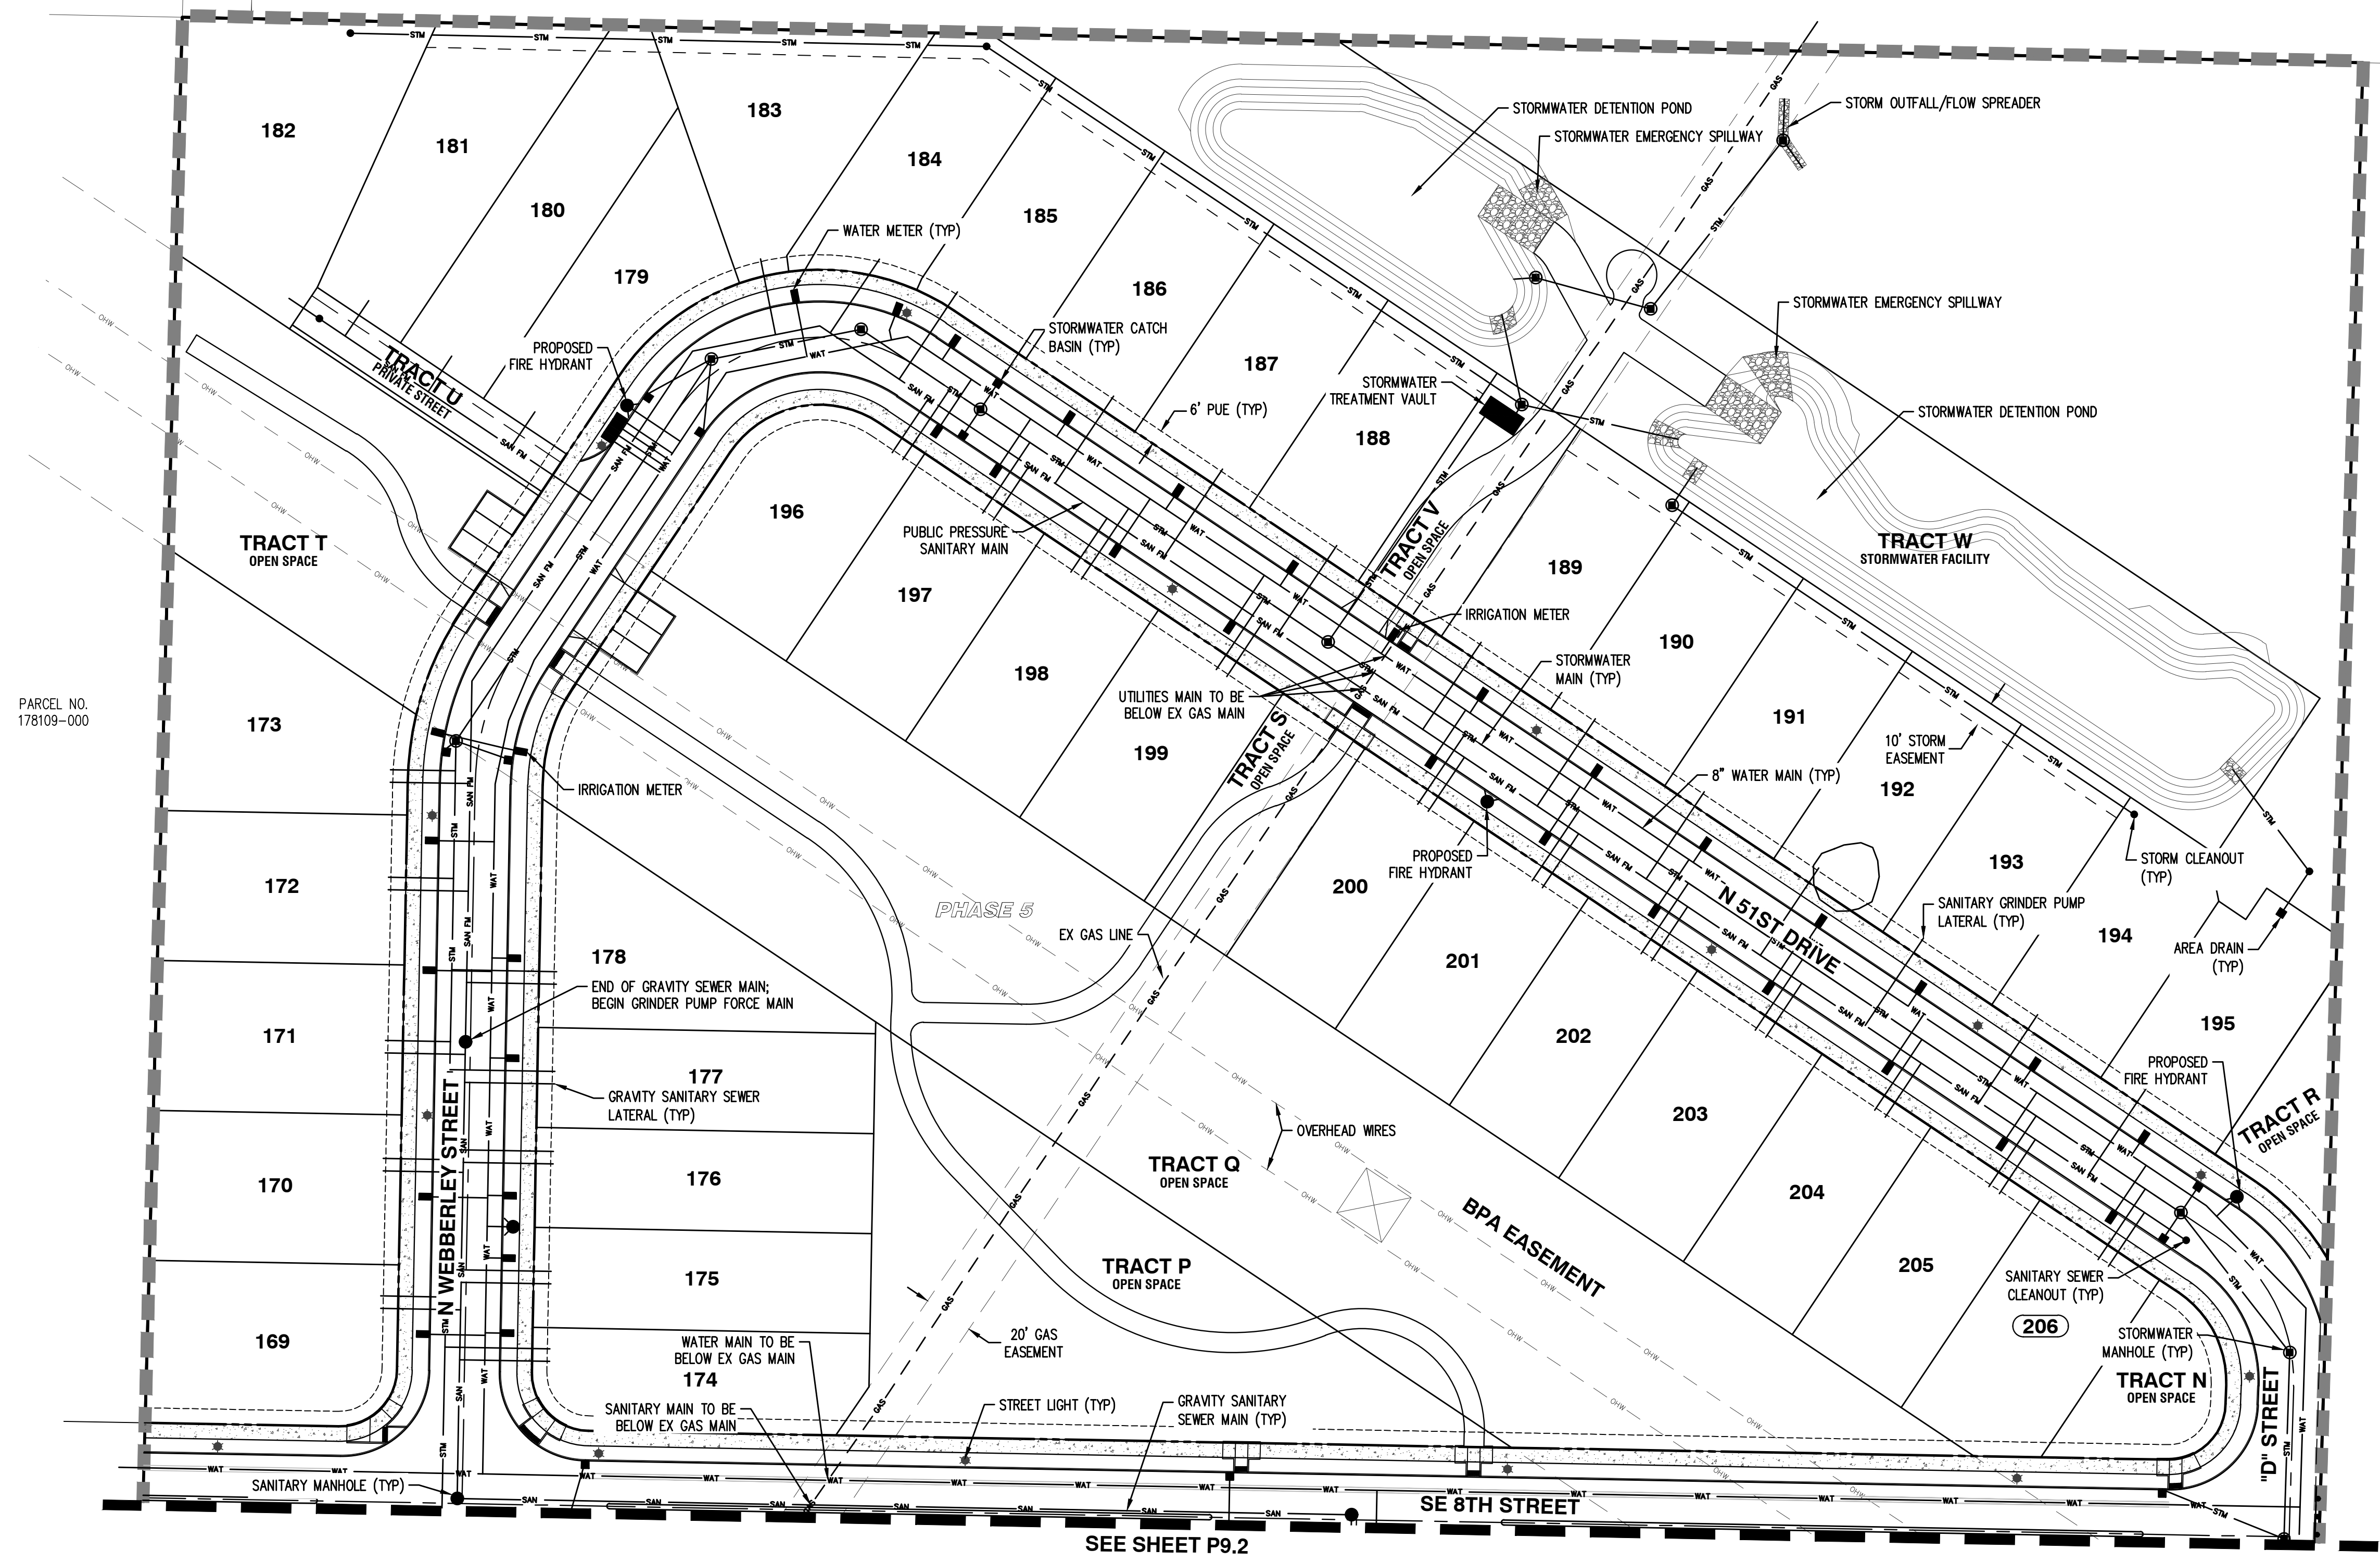 STORMWATER DETENTION POND
STORM OUTFALL/FLOW SPREADER
STORMWATER EMERGENCY SPILLWAY
182
181
183
184
180
185
WATER METER (TYP)
179
186
STORMWATER CATCH
BASIN (TYP)
STORMWATER EMERGENCY SPILLWAY
PROPOSED
FIRE HYDRANT
TRACT U
PRIVATE STREET
187
STORMWATER
TREATMENT VAULT
6' PUE (TYP)
188
STORMWATER DETENTION POND
196
PUBLIC PRESSURE
SANITARY MAIN
TRACT T
OPEN SPACE
TRACT V
OPEN SPACE
TRACT W
STORMWATER FACILITY
189
197
IRRIGATION METER
190
198
STORMWATER
MAIN (TYP)
UTILITIES MAIN TO BE
BELOW EX GAS MAIN
PARCEL NO.
178109-000
173
191
199
TRACT S
OPEN SPACE
10' STORM
EASEMENT
IRRIGATION METER
8" WATER MAIN (TYP)
192
172
PROPOSED
FIRE HYDRANT
193
STORM CLEANOUT
(TYP)
200
PHASE 5
N 51ST DRIVE
SANITARY GRINDER PUMP
LATERAL (TYP)
194
EX GAS LINE
178
201
AREA DRAIN
(TYP)
END OF GRAVITY SEWER MAIN;
BEGIN GRINDER PUMP FORCE MAIN
171
202
195
177
PROPOSED
FIRE HYDRANT
GRAVITY SANITARY SEWER
LATERAL (TYP)
203
TRACT R
OPEN SPACE
OVERHEAD WIRES
TRACT Q
OPEN SPACE
170
176
204
N WEBBERLEY STREET
BPA EASEMENT
TRACT P
OPEN SPACE
205
175
SANITARY SEWER
CLEANOUT (TYP)
206
169
WATER MAIN TO BE
BELOW EX GAS MAIN
20' GAS
EASEMENT
STORMWATER
MANHOLE (TYP)
174
TRACT N
OPEN SPACE
"D" STREET
SANITARY MAIN TO BE
BELOW EX GAS MAIN
STREET LIGHT (TYP)
GRAVITY SANITARY
SEWER MAIN (TYP)
SANITARY MANHOLE (TYP)
SE 8TH STREET
SEE SHEET P9.2
STM
SAN FM
WAT
GAS
OHW
SAN